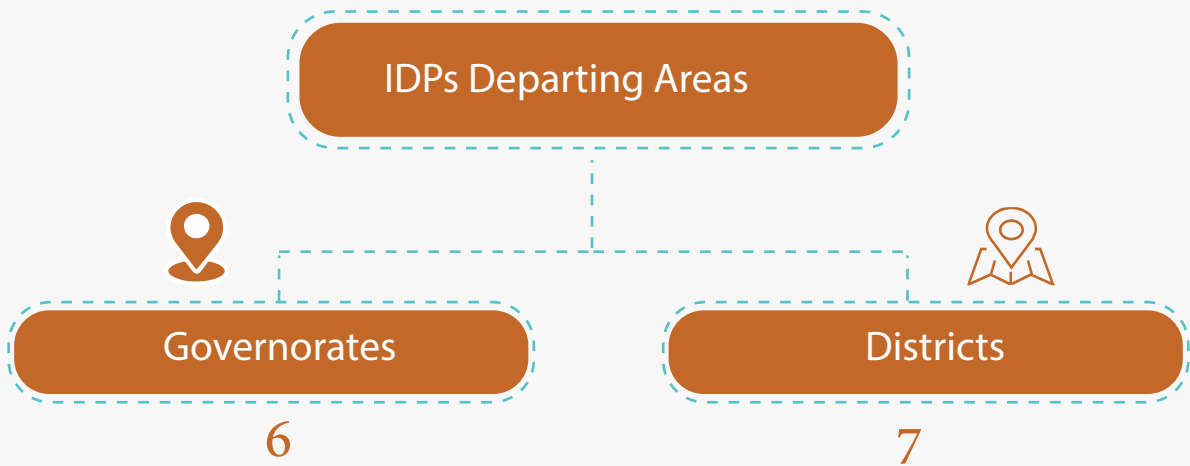 IDPs Departing Areas
Governorates
Districts
6
7